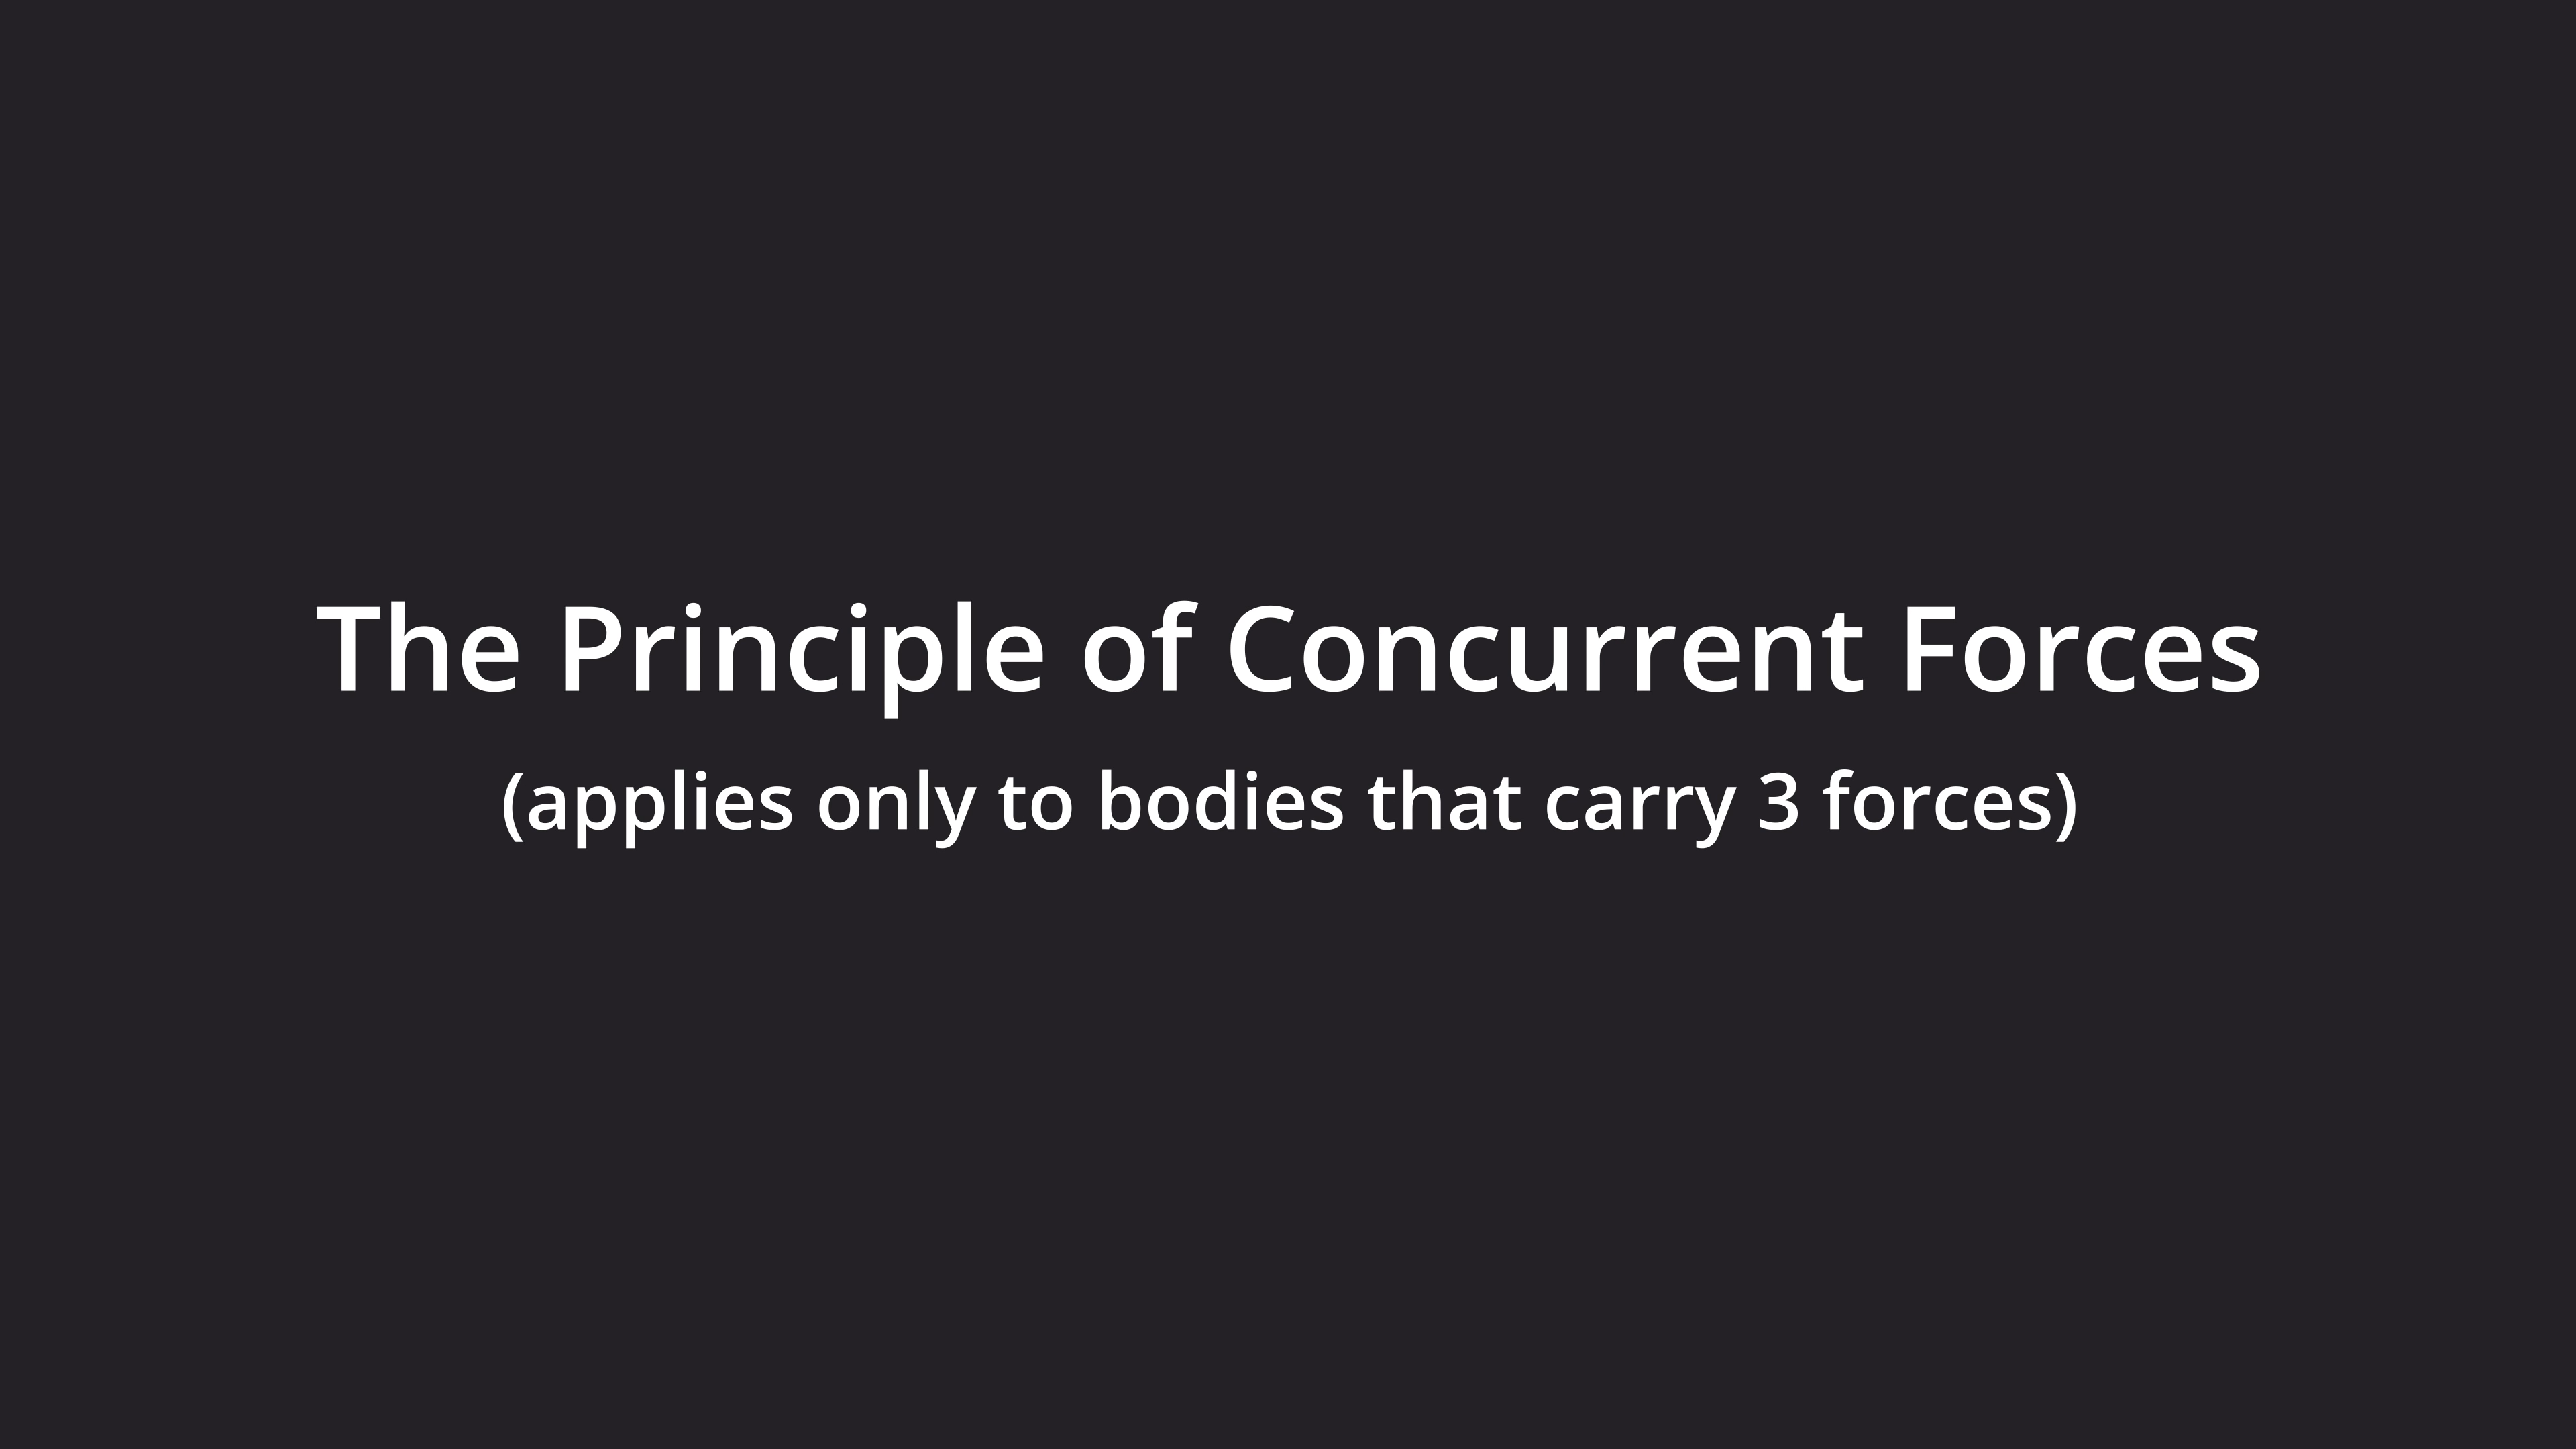 The Principle of Concurrent Forces
(applies only to bodies that carry 3 forces)